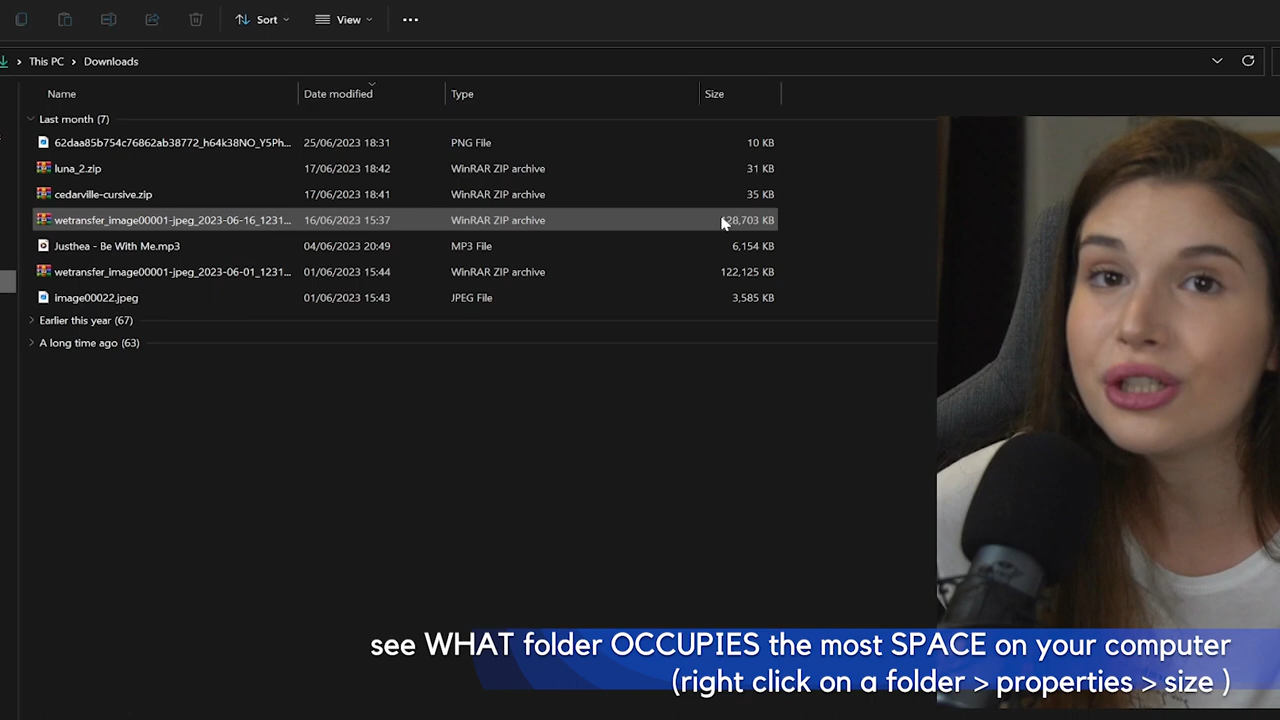 Sort View
This PC > Downloads
Name Date modified Type Size
Last month (7)
62daa85b754c76862ab38772_h64k38NO_Y5Ph... 25/06/2023 18:31 PNG File 10 KB
luna_2.zip 17/06/2023 18:42 WinRAR ZIP archive 31 KB
cedarville-cursive.zip 17/06/2023 18:41 WinRAR ZIP archive 35 KB
wetransfer_image00001-jpeg_2023-06-16_1231... 16/06/2023 15:37 WinRAR ZIP archive 28,703 KB
Justhea - Be With Me.mp3 04/06/2023 20:49 MP3 File 6,154 KB
wetransfer_image00001-jpeg_2023-06-01_1231... 01/06/2023 15:44 WinRAR ZIP archive 122,125 KB
image00022.jpeg 01/06/2023 15:43 JPEG File 3,585 KB
Earlier this year (67)
A long time ago (63)
see WHAT folder OCCUPIES the most SPACE on your computer
(right click on a folder > properties > size )